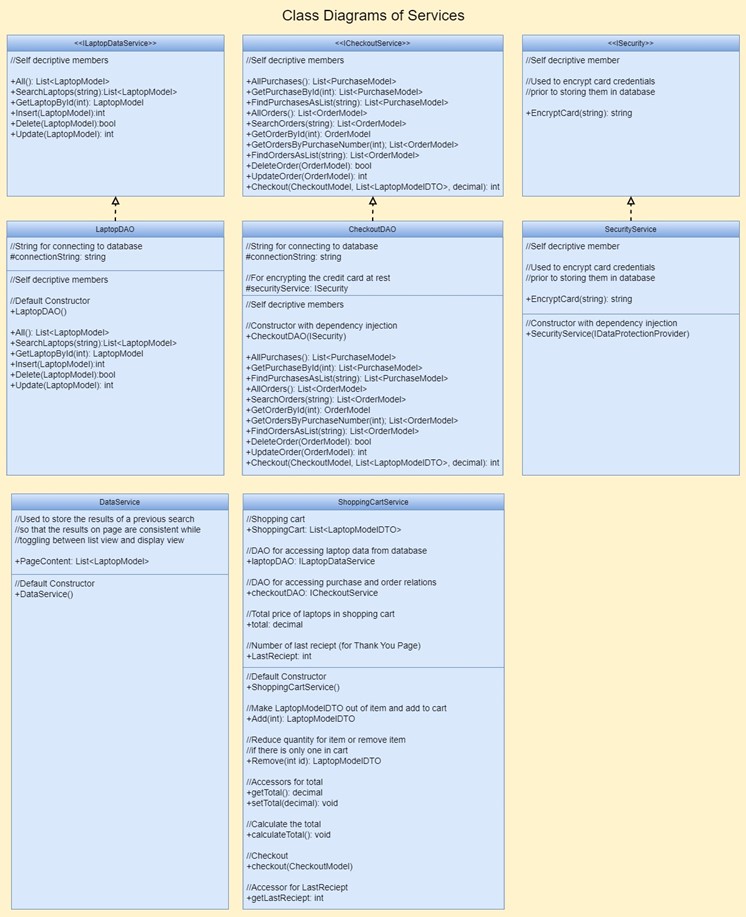 Class Diagrams of Services
<<ILaptopDataService>>
//Self decriptive members
+All(): List<LaptopModel>
+SearchLaptops(string):List<LaptopModel>
+GetLaptopById(int): LaptopModel
+Insert(LaptopModel):int
+Delete(LaptopModel):bool
+Update(LaptopModel): int
<<ICheckoutService>>
//Self decriptive members
+AllPurchases(): List<PurchaseModel>
+GetPurchaseById(int): List<PurchaseModel>
+FindPurchasesAsList(string): List<PurchaseModel>
+AllOrders(): List<OrderModel>
+SearchOrders(string): List<OrderModel>
+GetOrderById(int): OrderModel
+GetOrdersByPurchaseNumber(int); List<OrderModel>
+FindOrdersAsList(string): List<OrderModel>
+DeleteOrder(OrderModel): bool
+UpdateOrder(OrderModel): int
+Checkout(CheckoutModel, List<LaptopModelDTO>, decimal): int
<<ISecurity>>
//Self decriptive member
//Used to encrypt card credentials
//prior to storing them in database
+EncryptCard(string): string
LaptopDAO
//String for connecting to database
#connectionString: string
//Self decriptive members
//Default Constructor
+LaptopDAO()
+All(): List<LaptopModel>
+SearchLaptops(string):List<LaptopModel>
+GetLaptopById(int): LaptopModel
+Insert(LaptopModel):int
+Delete(LaptopModel):bool
+Update(LaptopModel): int
CheckoutDAO
//String for connecting to database
#connectionString: string
//For encrypting the credit card at rest
#securityService: ISecurity
//Self decriptive members
//Constructor with dependency injection
+CheckoutDAO(ISecurity)
+AllPurchases(): List<PurchaseModel>
+GetPurchaseById(int): List<PurchaseModel>
+FindPurchasesAsList(string): List<PurchaseModel>
+AllOrders(): List<OrderModel>
+SearchOrders(string): List<OrderModel>
+GetOrderById(int): OrderModel
+GetOrdersByPurchaseNumber(int); List<OrderModel>
+FindOrdersAsList(string): List<OrderModel>
+DeleteOrder(OrderModel): bool
+UpdateOrder(OrderModel): int
+Checkout(CheckoutModel, List<LaptopModelDTO>, decimal): int
SecurityService
//Self decriptive member
//Used to encrypt card credentials
//prior to storing them in database
+EncryptCard(string): string
//Constructor with dependency injection
+SecurityService(IDataProtectionProvider)
DataService
//Used to store the results of a previous search
//so that the results on page are consistent while
//toggling between list view and display view
+PageContent: List<LaptopModel>
//Default Constructor
+DataService()
ShoppingCartService
//Shopping cart
+ShoppingCart: List<LaptopModelDTO>
//DAO for accessing laptop data from database
+laptopDAO: ILaptopDataService
//DAO for accessing purchase and order relations
+checkoutDAO: ICheckoutService
//Total price of laptops in shopping cart
+total: decimal
//Number of last reciept (for Thank You Page)
+LastReciept: int
//Default Constructor
+ShoppingCartService()
//Make LaptopModelDTO out of item and add to cart
+Add(int): LaptopModelDTO
//Reduce quantity for item or remove item
//if there is only one in cart
+Remove(int id): LaptopModelDTO
//Accessors for total
+getTotal(): decimal
+setTotal(decimal): void
//Calculate the total
+calculateTotal(): void
//Checkout
+checkout(CheckoutModel)
//Accessor for LastReciept
+getLastReciept: int